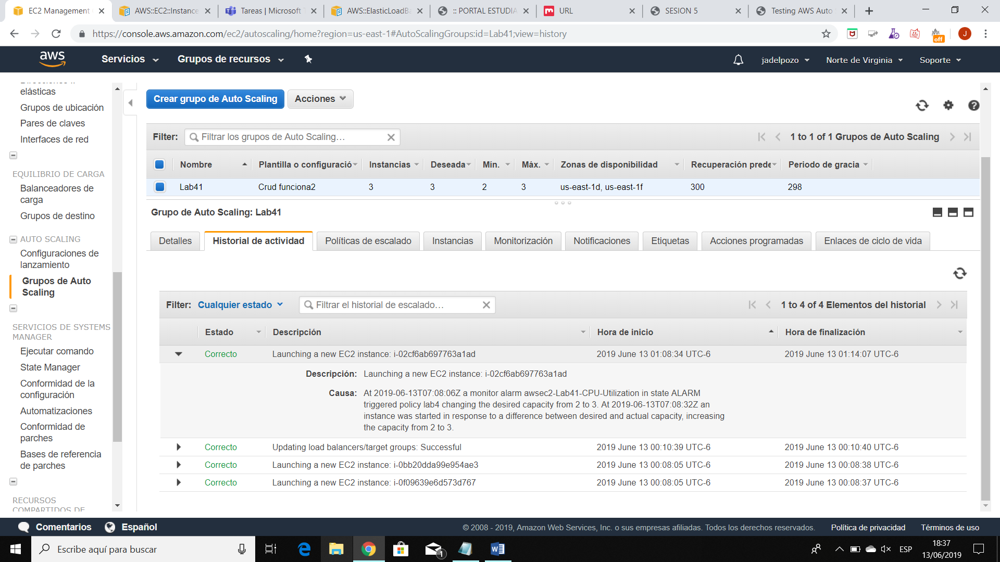 EC2 Management
AWS::EC2::Instance
Tareas | Microsoft
AWS::ElasticLoadBa
:: PORTAL ESTUDIA
URL
SESION 5
Testing AWS Auto
https://console.aws.amazon.com/ec2/autoscaling/home?region=us-east-1#AutoScalingGroups:id=Lab41;view=history
off
J
aws
Servicios
Grupos de recursos
jadelpozo
Norte de Virginia
Soporte
elásticas
Grupos de ubicación
Pares de claves
Interfaces de red
EQUILIBRIO DE CARGA
Balanceadores de
carga
Grupos de destino
AUTO SCALING
Configuraciones de
lanzamiento
Grupos de Auto
Scaling
SERVICIOS DE SYSTEMS
MANAGER
Ejecutar comando
State Manager
Conformidad de la
configuración
Automatizaciones
Conformidad de
parches
Bases de referencia
de parches
RECURSOS
COMPARTIDOS DE
Crear grupo de Auto Scaling
Acciones
Filter:
Filtrar los grupos de Auto Scaling…
1 to 1 of 1 Grupos de Auto Scaling
Nombre Plantilla o configuració Instancias Deseada Mín. Máx. Zonas de disponibilidad Recuperación prede Periodo de gracia
Lab41 Crud funciona2 3 3 2 3 us-east-1d, us-east-1f 300 298
Grupo de Auto Scaling: Lab41
Detalles Historial de actividad Políticas de escalado Instancias Monitorización Notificaciones Etiquetas Acciones programadas Enlaces de ciclo de vida
Filter: Cualquier estado
Filtrar el historial de escalado…
1 to 4 of 4 Elementos del historial
Estado Descripción Hora de inicio Hora de finalización
Correcto Launching a new EC2 instance: i-02cf6ab697763a1ad 2019 June 13 01:08:34 UTC-6 2019 June 13 01:14:07 UTC-6
Descripción: Launching a new EC2 instance: i-02cf6ab697763a1ad
Causa: At 2019-06-13T07:08:06Z a monitor alarm awsec2-Lab41-CPU-Utilization in state ALARM
triggered policy lab4 changing the desired capacity from 2 to 3. At 2019-06-13T07:08:32Z an
instance was started in response to a difference between desired and actual capacity, increasing
the capacity from 2 to 3.
Correcto Updating load balancers/target groups: Successful 2019 June 13 00:10:39 UTC-6 2019 June 13 00:10:40 UTC-6
Correcto Launching a new EC2 instance: i-0bb20dda99e954ae3 2019 June 13 00:08:05 UTC-6 2019 June 13 00:08:38 UTC-6
Correcto Launching a new EC2 instance: i-0f09639e6d573d767 2019 June 13 00:08:05 UTC-6 2019 June 13 00:08:37 UTC-6
Comentarios
Español
© 2008 - 2019, Amazon Web Services, Inc. o sus empresas afiliadas. Todos los derechos reservados.
Política de privacidad
Términos de uso
Escribe aquí para buscar
1
ESP
18:37
13/06/2019